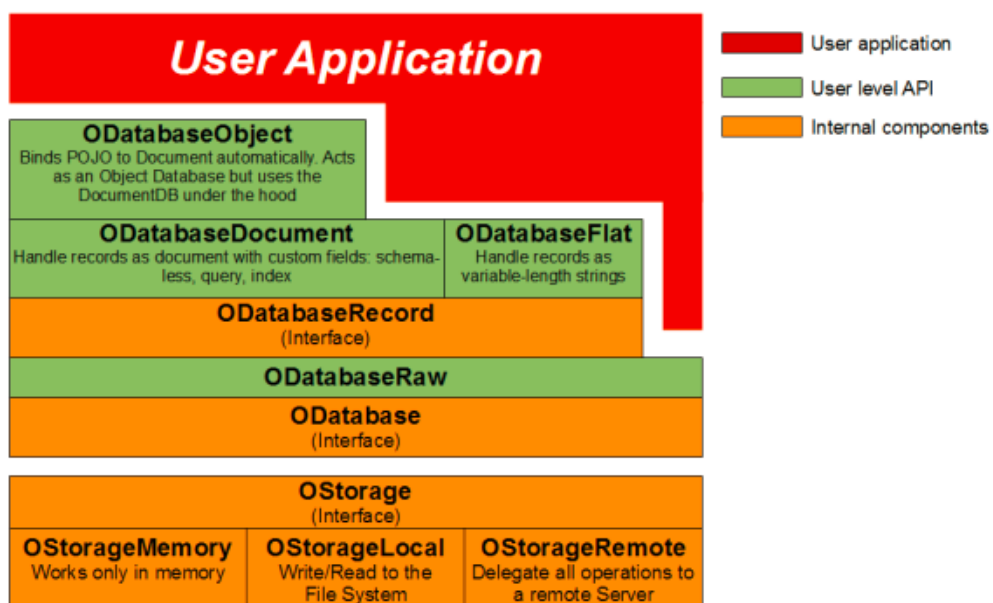 User Application
User application
User level API
Internal components
ODatabaseObject
Binds POJO to Document automatically. Acts
as an Object Database but uses the
DocumentDB under the hood
ODatabaseDocument
Handle records as document with custom fields: schema-
less, query, index
ODatabaseFlat
Handle records as
variable-length strings
ODatabaseRecord
(Interface)
ODatabaseRaw
ODatabase
(Interface)
OStorage
(Interface)
OStorageMemory
Works only in memory
OStorageLocal
Write/Read to the
File System
OStorageRemote
Delegate all operations to
a remote Server